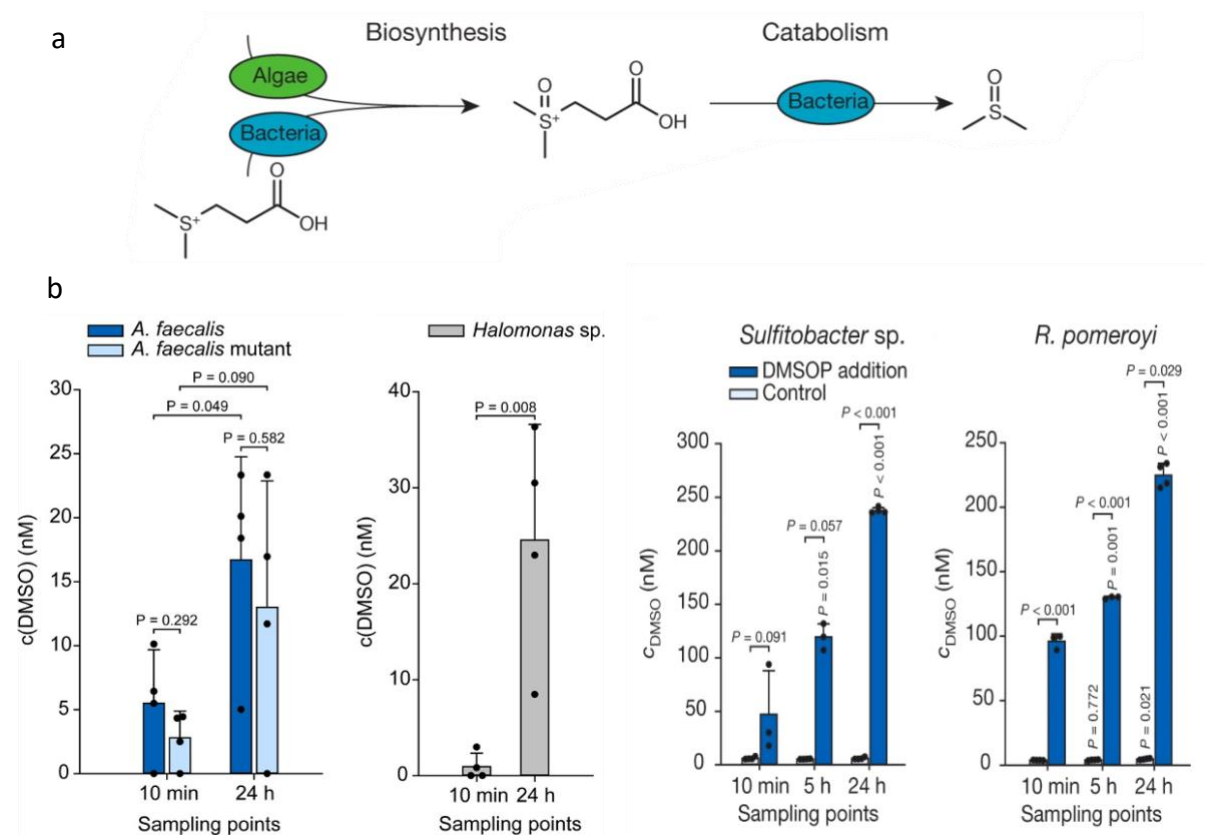 a
Biosynthesis
Catabolism
Algae
Bacteria
O
S+
O
OH
O
S+
O
OH
Bacteria
O
S
b
A. faecalis
A. faecalis mutant
30
25
20
15
10
5
0
c(DMSO) (nM)
P = 0.090
P = 0.049
P = 0.582
P = 0.292
10 min
24 h
Sampling points
Halomonas sp.
40
30
20
10
0
c(DMSO) (nM)
P = 0.008
10 min
24 h
Sampling points
Sulfitobacter sp.
DMSOP addition
Control
300
250
200
150
100
50
0
cDMSO (nM)
P = 0.091
P = 0.057
P = 0.015
P < 0.001
P < 0.001
10 min
5 h
24 h
Sampling points
R. pomeroyi
250
200
150
100
50
0
cDMSO (nM)
P < 0.001
P = 0.772
P < 0.001
P = 0.001
P = 0.021
P = 0.029
P < 0.001
10 min
5 h
24 h
Sampling points